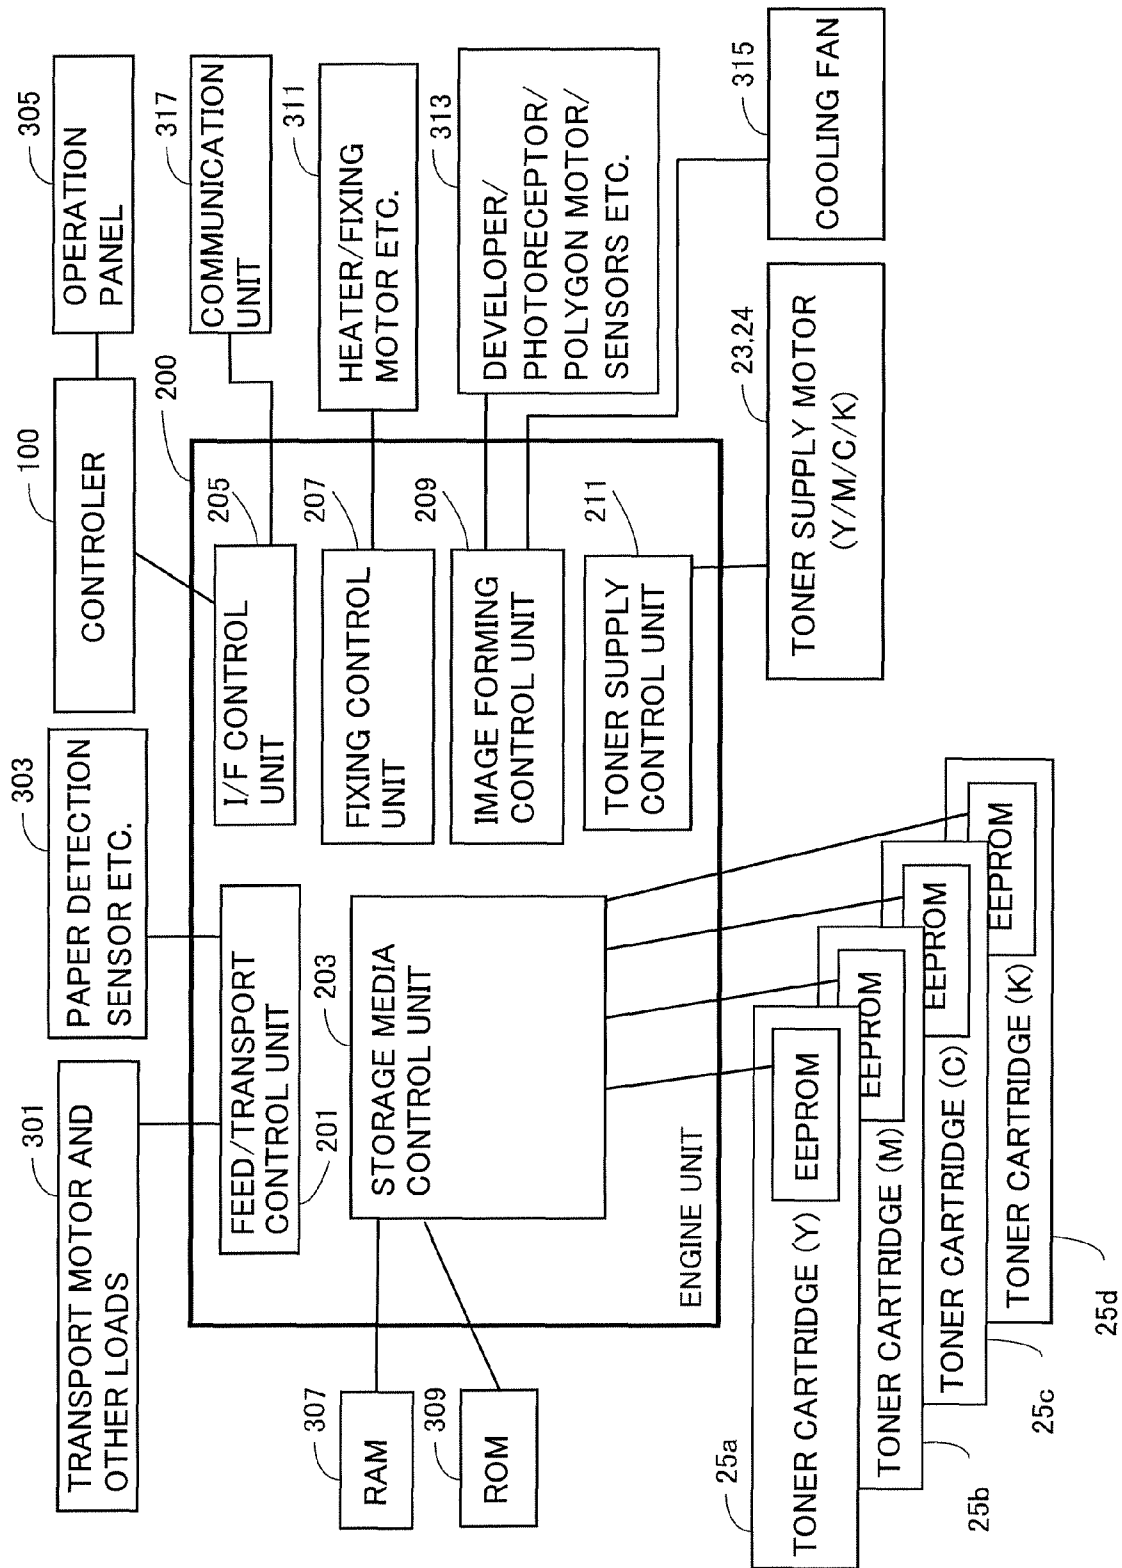 301
TRANSPORT MOTOR AND
OTHER LOADS
303
PAPER DETECTION
SENSOR ETC.
100
CONTROLER
305
OPERATION
PANEL
317
COMMUNICATION
UNIT
200
FEED/TRANSPORT
CONTROL UNIT
201
I/F CONTROL
UNIT
205
307
RAM
309
ROM
203
STORAGE MEDIA
CONTROL UNIT
FIXING CONTROL
UNIT
207
311
HEATER/FIXING
MOTOR ETC.
IMAGE FORMING
CONTROL UNIT
209
313
DEVELOPER/
PHOTORECEPTOR/
POLYGON MOTOR/
SENSORS ETC.
TONER SUPPLY
CONTROL UNIT
211
ENGINE UNIT
25a
TONER CARTRIDGE (Y)
EEPROM
25b
TONER CARTRIDGE (M)
EEPROM
25c
TONER CARTRIDGE (C)
EEPROM
25d
TONER CARTRIDGE (K)
EEPROM
23,24
TONER SUPPLY MOTOR
(Y/M/C/K)
315
COOLING FAN